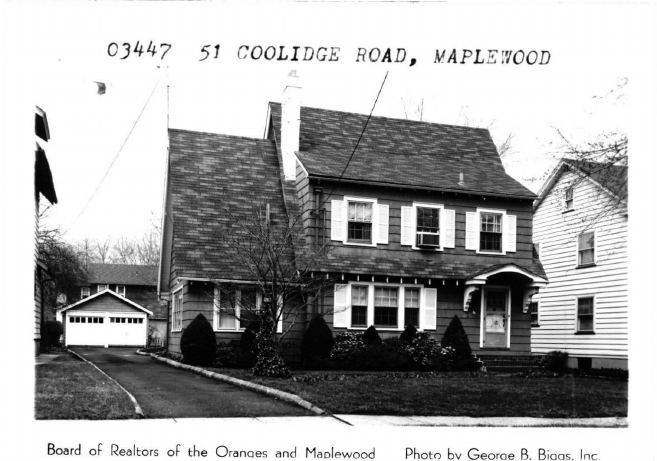 03447 51 COOLIDGE ROAD, MAPLEWOOD
Board of Realtors of the Oranges and Maplewood Photo by George B. Biggs, Inc.